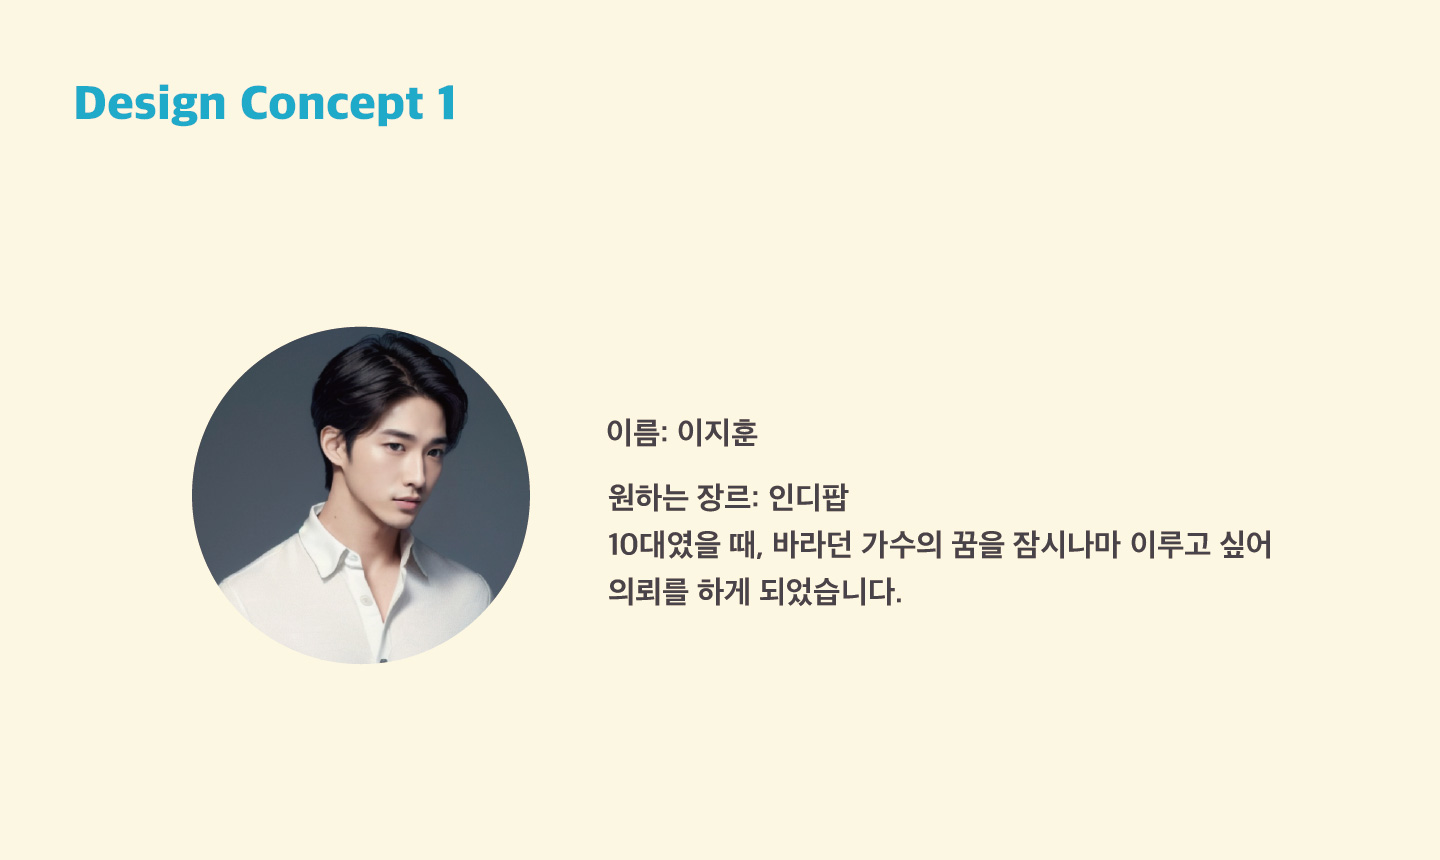 Design Concept 1
이름: 이지훈
원하는 장르: 인디팝
10대였을 때, 바라던 가수의 꿈을 잠시나마 이루고 싶어
의뢰를 하게 되었습니다.